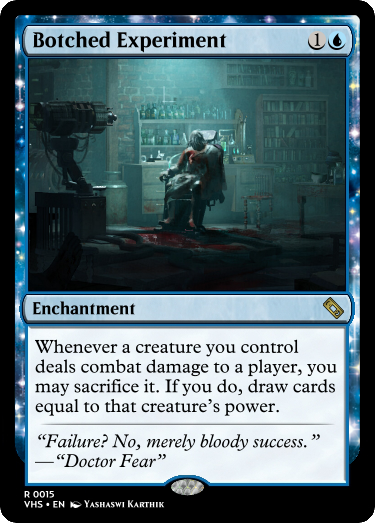 Botched Experiment 1
Enchantment
Whenever a creature you control
deals combat damage to a player, you
may sacrifice it. If you do, draw cards
equal to that creature's power.
“Failure? No, merely bloody success.”
—“Doctor Fear”
R 0015
VHS • EN Yashaswi Karthik